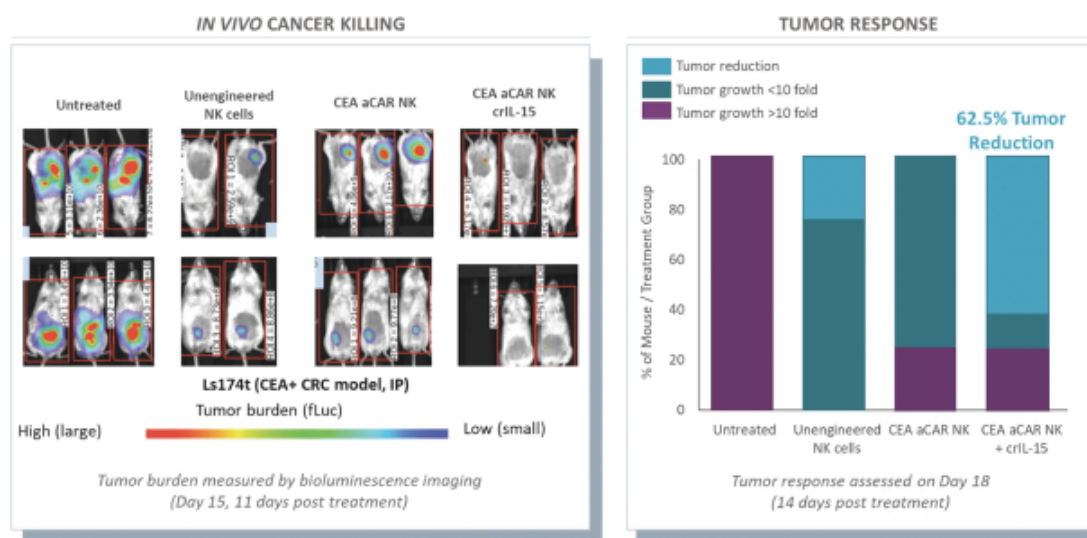 IN VIVO CANCER KILLING
Untreated
Unengineered
NK cells
CEA aCAR NK
CEA aCAR NK
crIL-15
Ls174t (CEA+ CRC model, IP)
Tumor burden (fLuc)
High (large)
Low (small)
Tumor burden measured by bioluminescence imaging
(Day 15, 11 days post treatment)
TUMOR RESPONSE
Tumor reduction
Tumor growth <10 fold
Tumor growth >10 fold
62.5% Tumor
Reduction
% of Mouse / Treatment Group
100
80
60
40
20
0
Untreated
Unengineered
NK cells
CEA aCAR NK
CEA aCAR NK
+ crIL-15
Tumor response assessed on Day 18
(14 days post treatment)